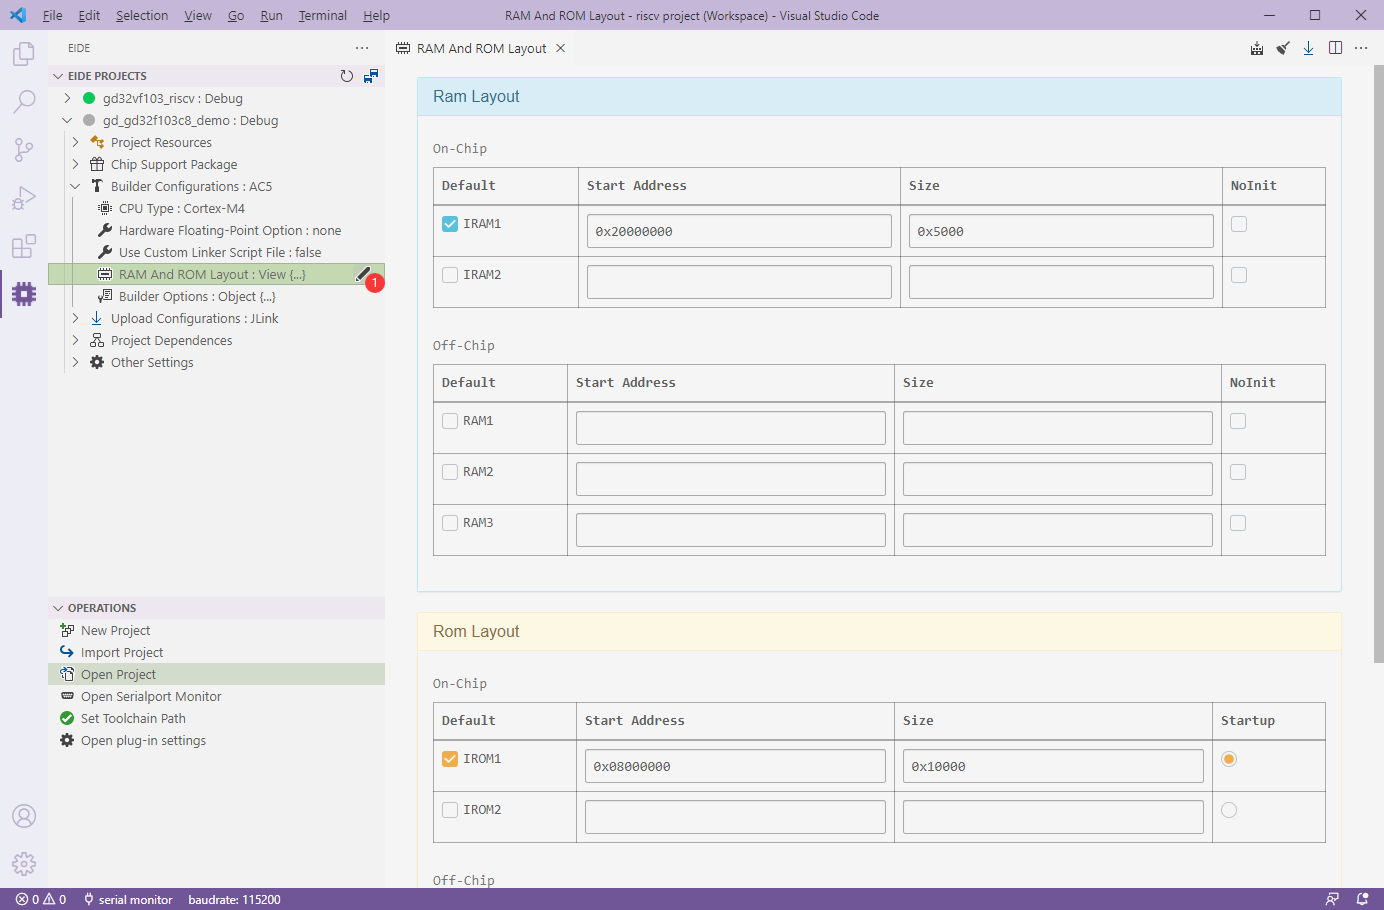 File Edit Selection View Go Run Terminal Help RAM And ROM Layout - riscv project (Workspace) - Visual Studio Code
EIDE
EIDE PROJECTS
gd32vf103_riscv : Debug
gd_gd32f103c8_demo : Debug
Project Resources
Chip Support Package
Builder Configurations : AC5
CPU Type : Cortex-M4
Hardware Floating-Point Option : none
Use Custom Linker Script File : false
RAM And ROM Layout : View {...}
1
Builder Options : Object {...}
Upload Configurations : JLink
Project Dependences
Other Settings
OPERATIONS
New Project
Import Project
Open Project
Open Serialport Monitor
Set Toolchain Path
Open plug-in settings
RAM And ROM Layout
Ram Layout
On-Chip
Default Start Address Size NoInit
IRAM1 0x20000000 0x5000
IRAM2
Off-Chip
Default Start Address Size NoInit
RAM1
RAM2
RAM3
Rom Layout
On-Chip
Default Start Address Size Startup
IROM1 0x08000000 0x10000
IROM2
Off-Chip
0 0 serial monitor baudrate: 115200